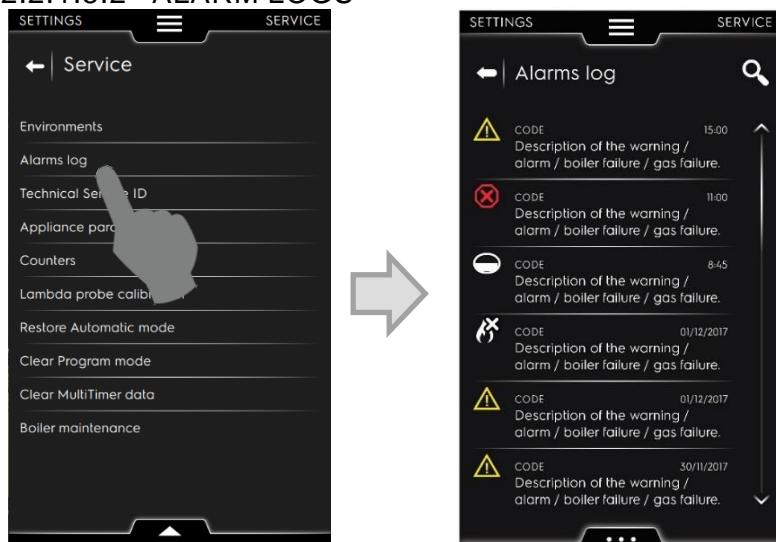 SETTINGS SERVICE
Service
Environments
Alarms log
Technical Se ID
Appliance par
Counters
Lambda probe calib
Restore Automatic mode
Clear Program mode
Clear MultiTimer data
Boiler maintenance
SETTINGS SERVICE
Alarms log
CODE 15:00
Description of the warning /
alarm / boiler failure / gas failure.
CODE 11:00
Description of the warning /
alarm / boiler failure / gas failure.
CODE 8:45
Description of the warning /
alarm / boiler failure / gas failure.
CODE 01/12/2017
Description of the warning /
alarm / boiler failure / gas failure.
CODE 01/12/2017
Description of the warning /
alarm / boiler failure / gas failure.
CODE 30/11/2017
Description of the warning /
alarm / boiler failure / gas failure.